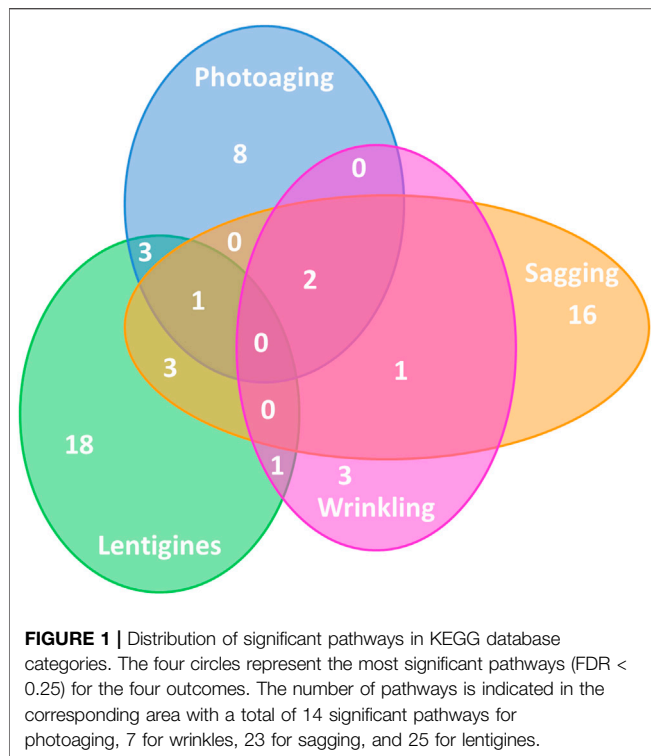 Photoaging
8
0
0
3
2
Sagging
1
16
0
3
1
0
18
1
3
Wrinkling
Lentigines
FIGURE 1 | Distribution of significant pathways in KEGG database
categories. The four circles represent the most significant pathways (FDR <
0.25) for the four outcomes. The number of pathways is indicated in the
corresponding area with a total of 14 significant pathways for
photoaging, 7 for wrinkles, 23 for sagging, and 25 for lentigines.